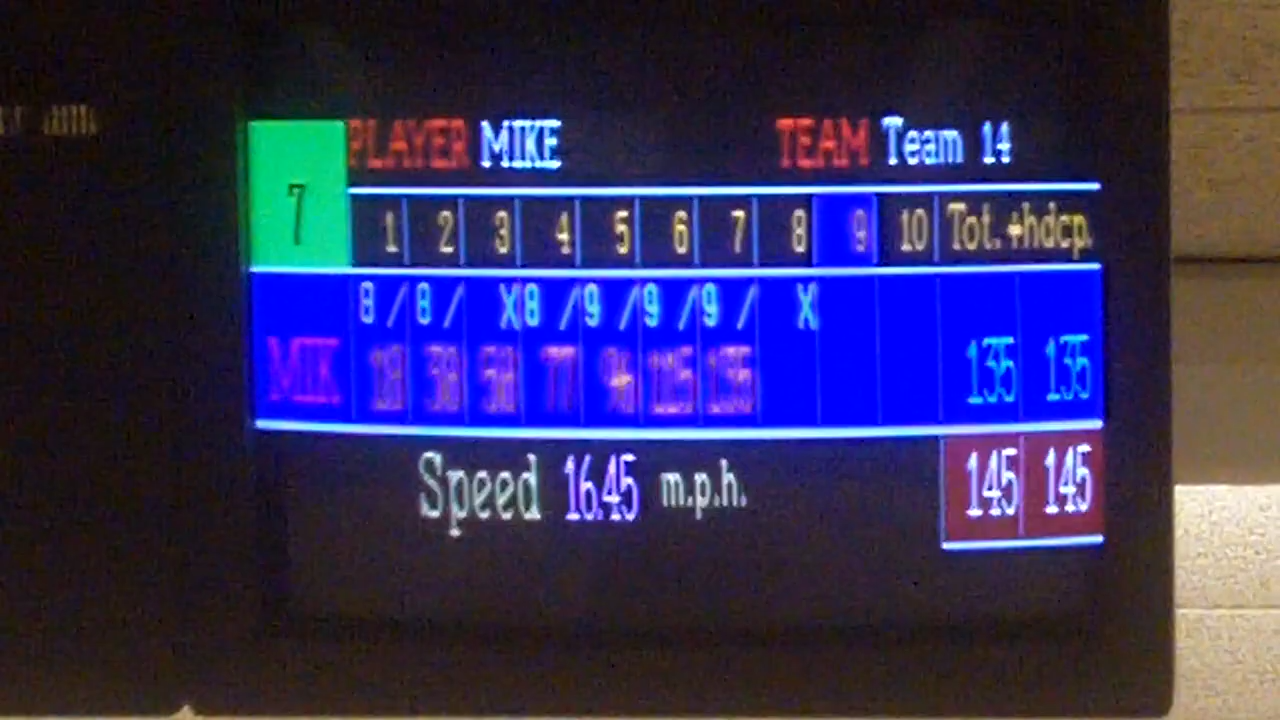 PLAYER MIKE TEAM Team 14
7 1 2 3 4 5 6 7 8 9 10 Tot. +hdcp.
8 / 8 / X 8 / 9 / 9 / 9 / X
MIK 18 38 58 77 96 115 135 135 135
Speed 16.45 m.p.h. 145 145